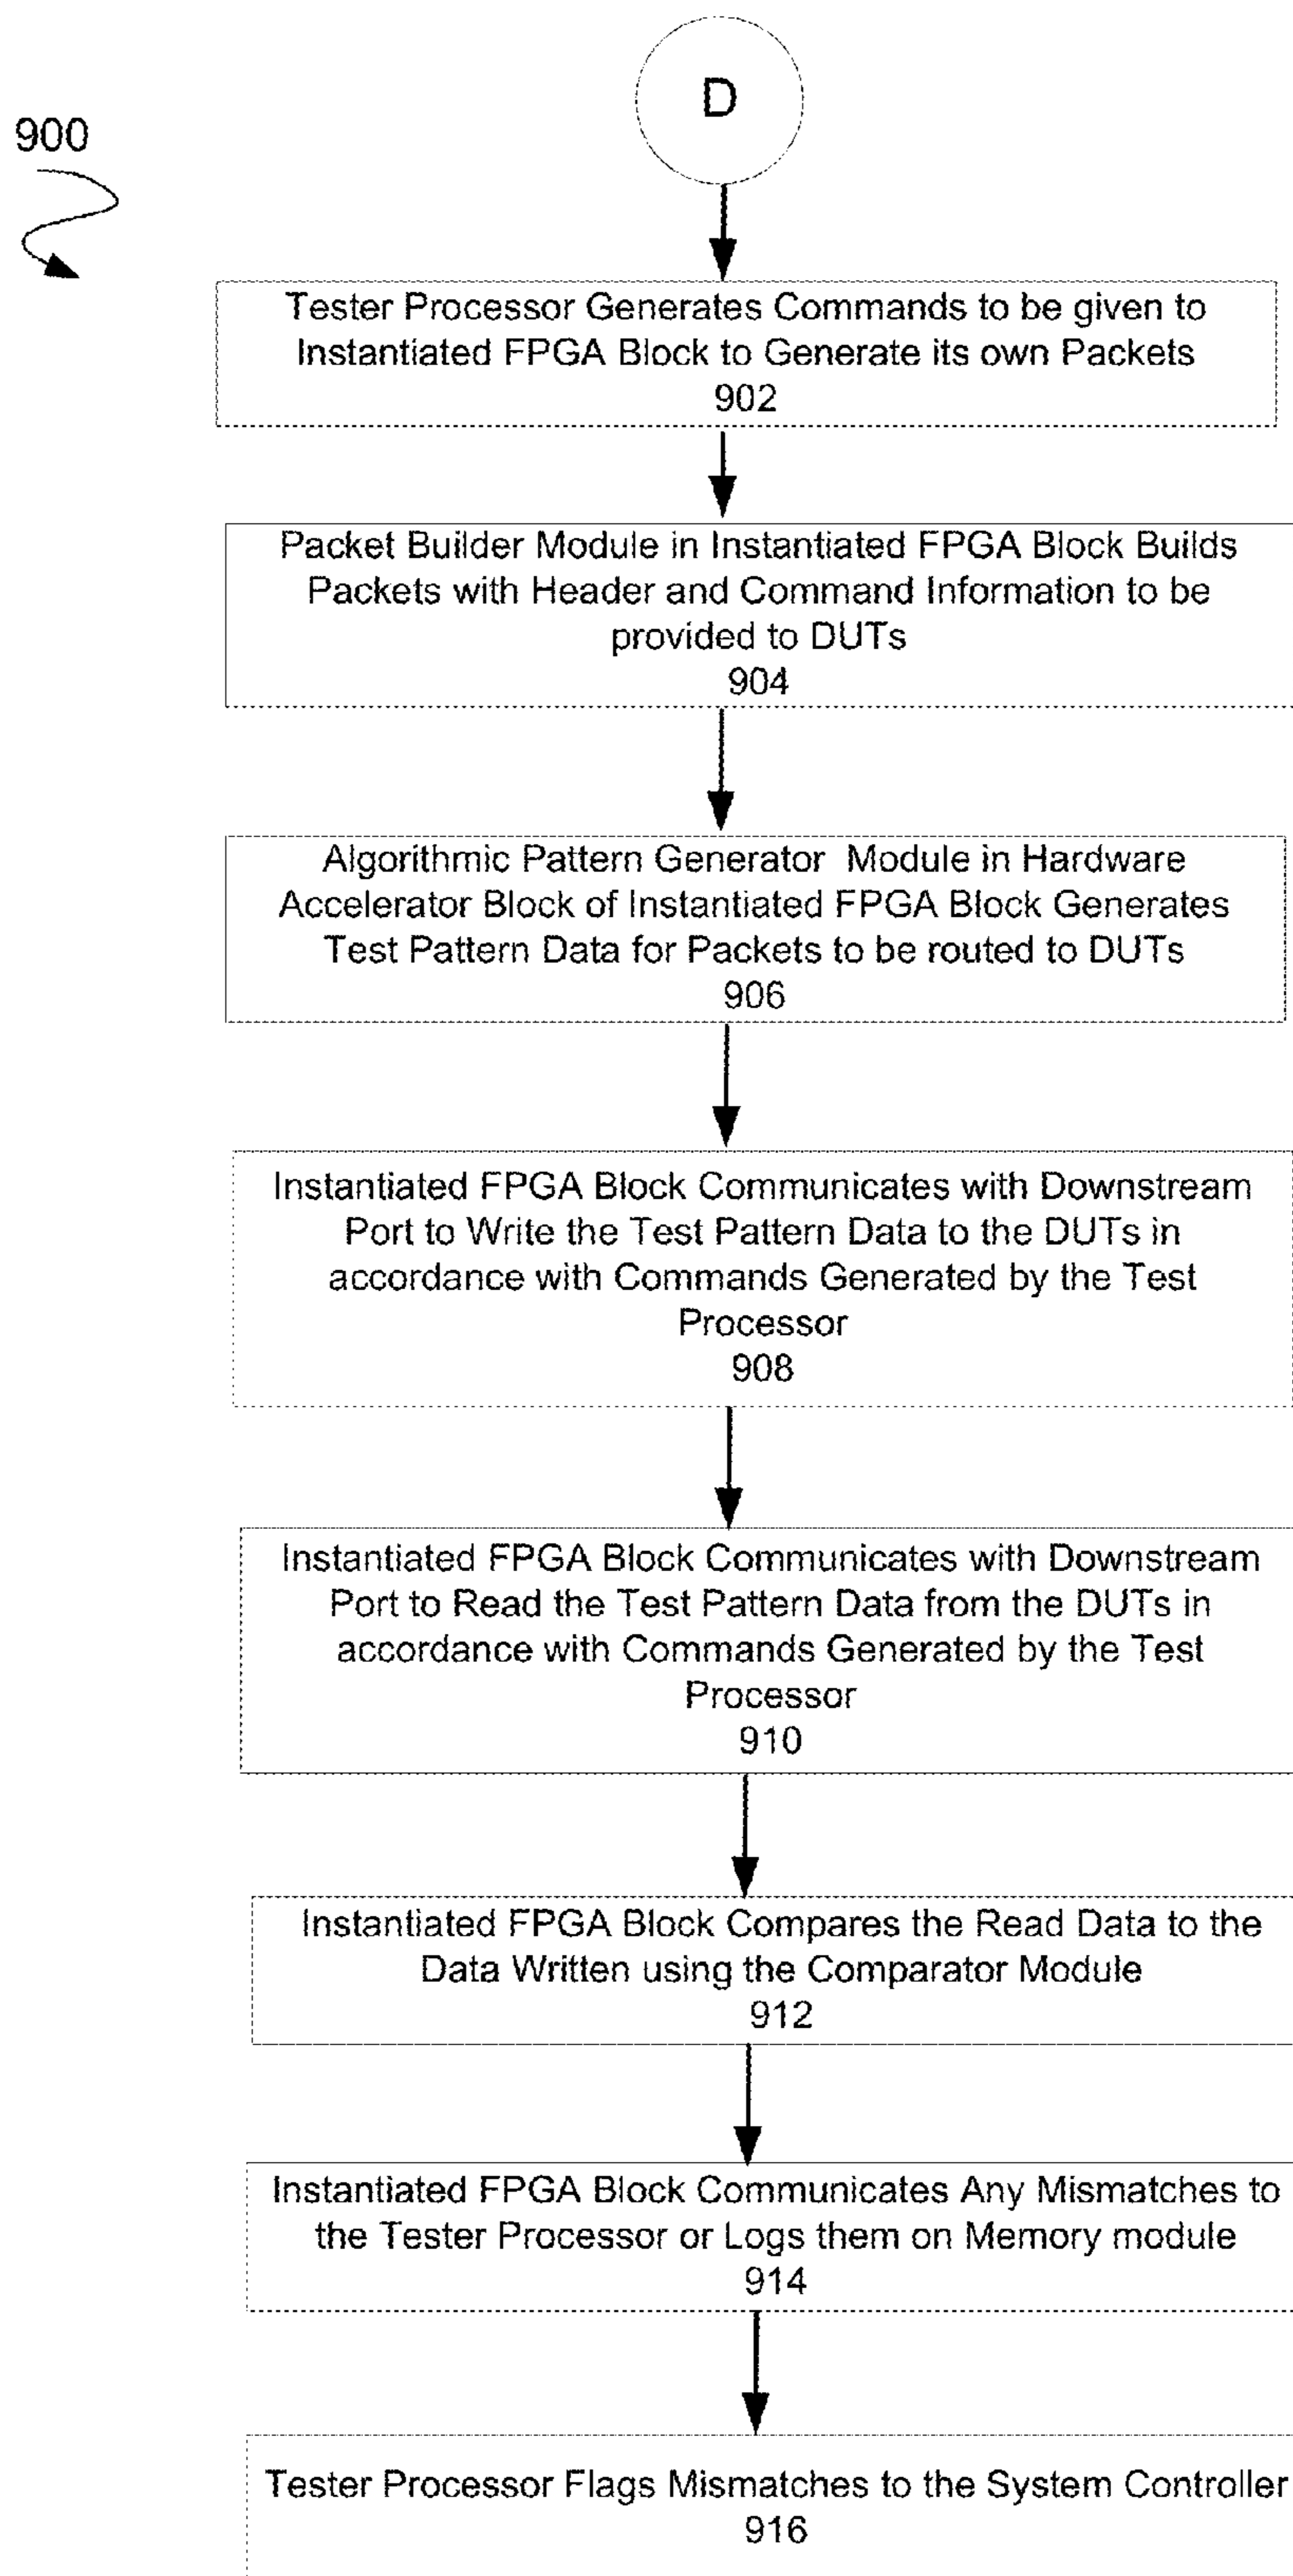 D
900
Tester Processor Generates Commands to be given to
Instantiated FPGA Block to Generate its own Packets
902
Packet Builder Module in Instantiated FPGA Block Builds
Packets with Header and Command Information to be
provided to DUTs
904
Algorithmic Pattern Generator Module in Hardware
Accelerator Block of Instantiated FPGA Block Generates
Test Pattern Data for Packets to be routed to DUTs
906
Instantiated FPGA Block Communicates with Downstream
Port to Write the Test Pattern Data to the DUTs in
accordance with Commands Generated by the Test
Processor
908
Instantiated FPGA Block Communicates with Downstream
Port to Read the Test Pattern Data from the DUTs in
accordance with Commands Generated by the Test
Processor
910
Instantiated FPGA Block Compares the Read Data to the
Data Written using the Comparator Module
912
Instantiated FPGA Block Communicates Any Mismatches to
the Tester Processor or Logs them on Memory module
914
Tester Processor Flags Mismatches to the System Controller
916